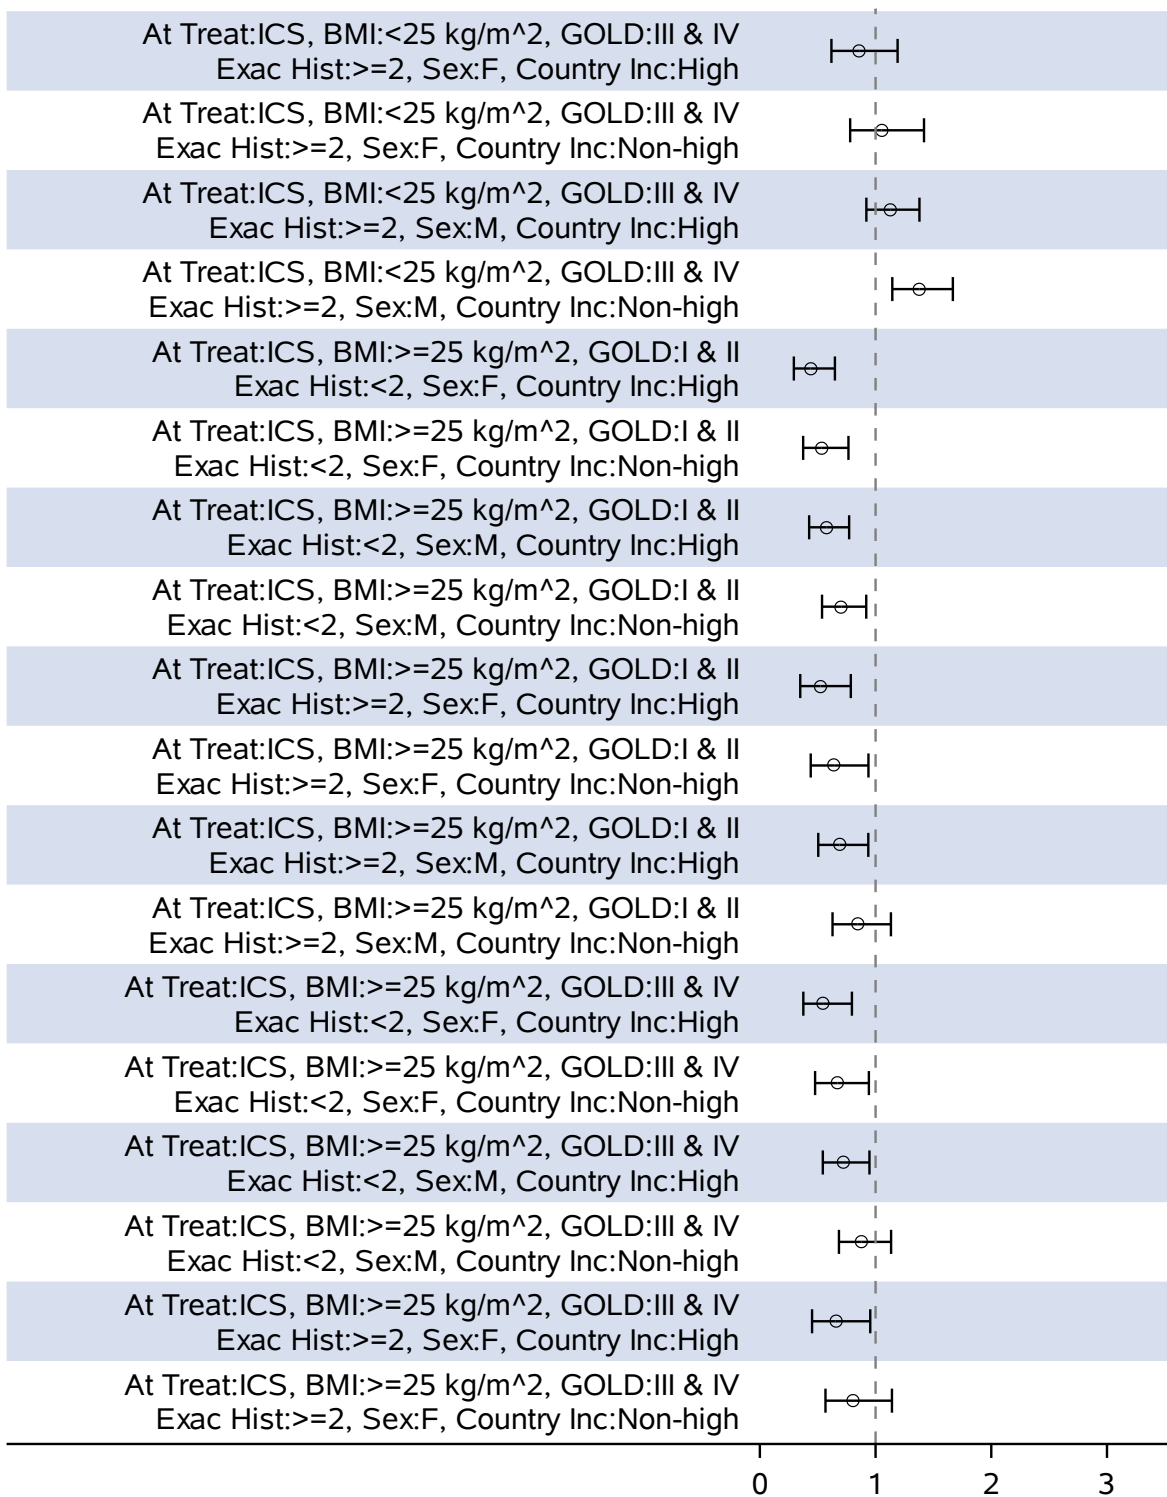 At Treat:ICS, BMI:<25 kg/m^2, GOLD:III & IV
Exac Hist:>=2, Sex:F, Country Inc:High
At Treat:ICS, BMI:<25 kg/m^2, GOLD:III & IV
Exac Hist:>=2, Sex:F, Country Inc:Non-high
At Treat:ICS, BMI:<25 kg/m^2, GOLD:III & IV
Exac Hist:>=2, Sex:M, Country Inc:High
At Treat:ICS, BMI:<25 kg/m^2, GOLD:III & IV
Exac Hist:>=2, Sex:M, Country Inc:Non-high
At Treat:ICS, BMI:>=25 kg/m^2, GOLD:I & II
Exac Hist:<2, Sex:F, Country Inc:High
At Treat:ICS, BMI:>=25 kg/m^2, GOLD:I & II
Exac Hist:<2, Sex:F, Country Inc:Non-high
At Treat:ICS, BMI:>=25 kg/m^2, GOLD:I & II
Exac Hist:<2, Sex:M, Country Inc:High
At Treat:ICS, BMI:>=25 kg/m^2, GOLD:I & II
Exac Hist:<2, Sex:M, Country Inc:Non-high
At Treat:ICS, BMI:>=25 kg/m^2, GOLD:I & II
Exac Hist:>=2, Sex:F, Country Inc:High
At Treat:ICS, BMI:>=25 kg/m^2, GOLD:I & II
Exac Hist:>=2, Sex:F, Country Inc:Non-high
At Treat:ICS, BMI:>=25 kg/m^2, GOLD:I & II
Exac Hist:>=2, Sex:M, Country Inc:High
At Treat:ICS, BMI:>=25 kg/m^2, GOLD:I & II
Exac Hist:>=2, Sex:M, Country Inc:Non-high
At Treat:ICS, BMI:>=25 kg/m^2, GOLD:III & IV
Exac Hist:<2, Sex:F, Country Inc:High
At Treat:ICS, BMI:>=25 kg/m^2, GOLD:III & IV
Exac Hist:<2, Sex:F, Country Inc:Non-high
At Treat:ICS, BMI:>=25 kg/m^2, GOLD:III & IV
Exac Hist:<2, Sex:M, Country Inc:High
At Treat:ICS, BMI:>=25 kg/m^2, GOLD:III & IV
Exac Hist:<2, Sex:M, Country Inc:Non-high
At Treat:ICS, BMI:>=25 kg/m^2, GOLD:III & IV
Exac Hist:>=2, Sex:F, Country Inc:High
At Treat:ICS, BMI:>=25 kg/m^2, GOLD:III & IV
Exac Hist:>=2, Sex:F, Country Inc:Non-high
0 1 2 3